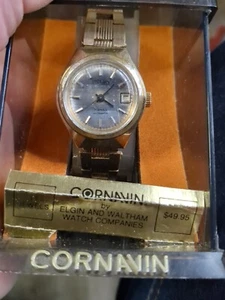 CORNAVIN
by
ELGIN AND WALTHAM
WATCH COMPANIES
$49.95
CORNAVIN